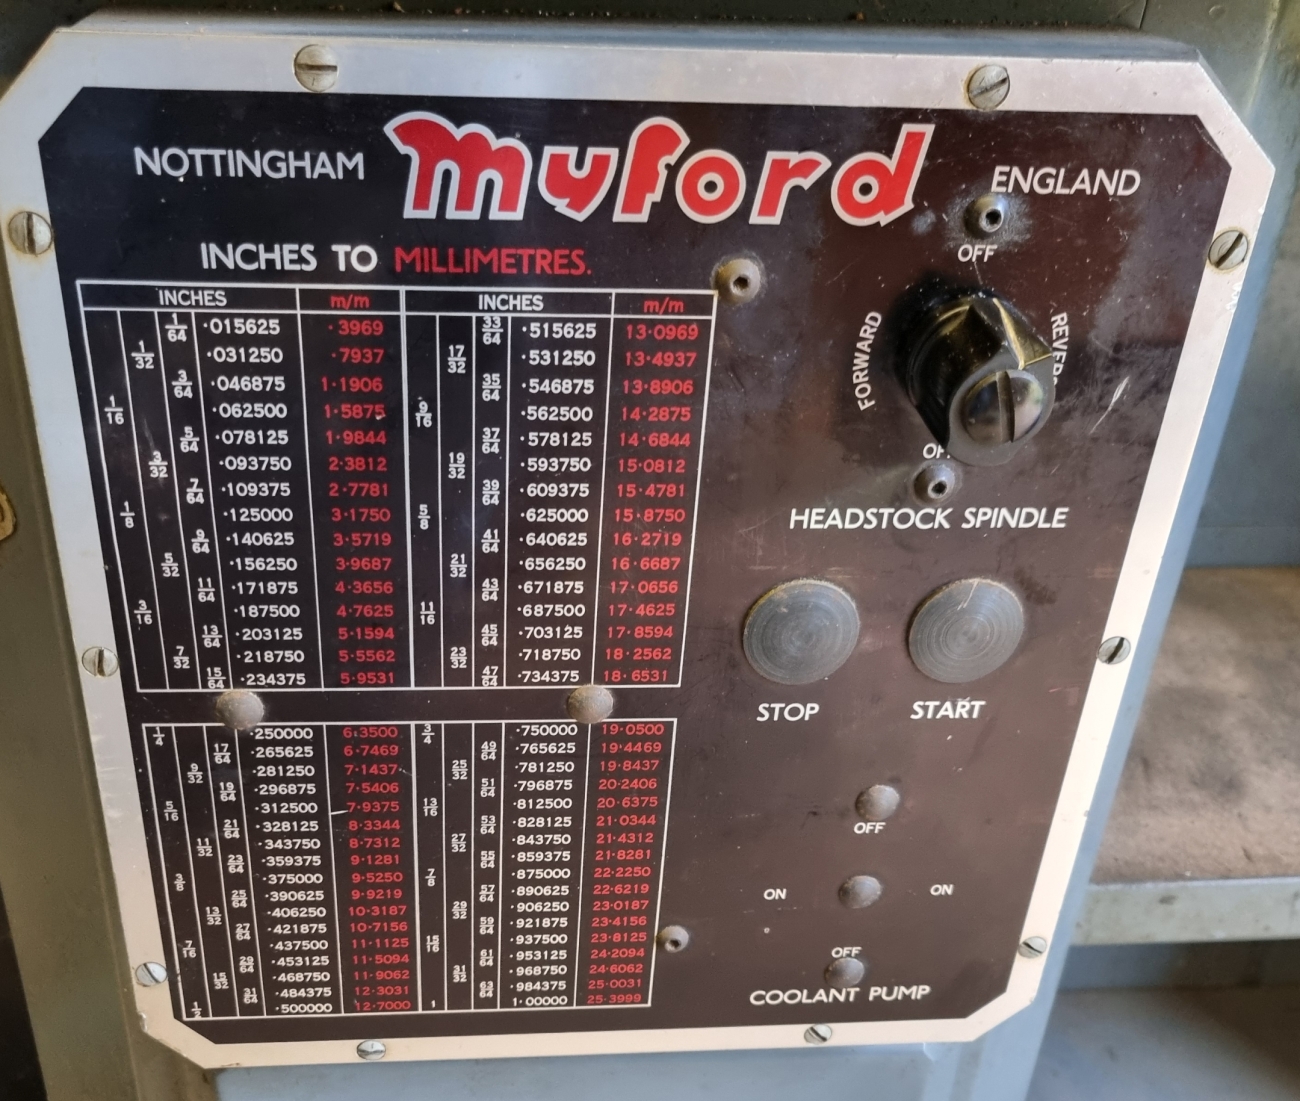 NOTTINGHAM myford ENGLAND
INCHES TO MILLIMETRES.
INCHES m/m INCHES m/m
1/64 ·015625 ·3969 33/64 ·515625 13·0969
1/32 ·031250 ·7937 17/32 ·531250 13·4937
3/64 ·046875 1·1906 35/64 ·546875 13·8906
1/16 ·062500 1·5875 9/16 ·562500 14·2875
5/64 ·078125 1·9844 37/64 ·578125 14·6844
3/32 ·093750 2·3812 19/32 ·593750 15·0812
7/64 ·109375 2·7781 39/64 ·609375 15·4781
1/8 ·125000 3·1750 5/8 ·625000 15·8750
9/64 ·140625 3·5719 41/64 ·640625 16·2719
5/32 ·156250 3·9687 21/32 ·656250 16·6687
11/64 ·171875 4·3656 43/64 ·671875 17·0656
3/16 ·187500 4·7625 11/16 ·687500 17·4625
13/64 ·203125 5·1594 45/64 ·703125 17·8594
7/32 ·218750 5·5562 23/32 ·718750 18·2562
15/64 ·234375 5·9531 47/64 ·734375 18·6531
1/4 ·250000 6·3500 3/4 ·750000 19·0500
17/64 ·265625 6·7469 49/64 ·765625 19·4469
9/32 ·281250 7·1437 25/32 ·781250 19·8437
19/64 ·296875 7·5406 51/64 ·796875 20·2406
5/16 ·312500 7·9375 13/16 ·812500 20·6375
21/64 ·328125 8·3344 53/64 ·828125 21·0344
11/32 ·343750 8·7312 27/32 ·843750 21·4312
23/64 ·359375 9·1281 55/64 ·859375 21·8281
3/8 ·375000 9·5250 7/8 ·875000 22·2250
25/64 ·390625 9·9219 57/64 ·890625 22·6219
13/32 ·406250 10·3187 29/32 ·906250 23·0187
27/64 ·421875 10·7156 59/64 ·921875 23·4156
7/16 ·437500 11·1125 15/16 ·937500 23·8125
29/64 ·453125 11·5094 61/64 ·953125 24·2094
15/32 ·468750 11·9062 31/32 ·968750 24·6062
31/64 ·484375 12·3031 63/64 ·984375 25·0031
1/2 ·500000 12·7000 1 1·00000 25·3999
OFF
FORWARD
HEADSTOCK SPINDLE
STOP START
OFF
ON ON
OFF
COOLANT PUMP